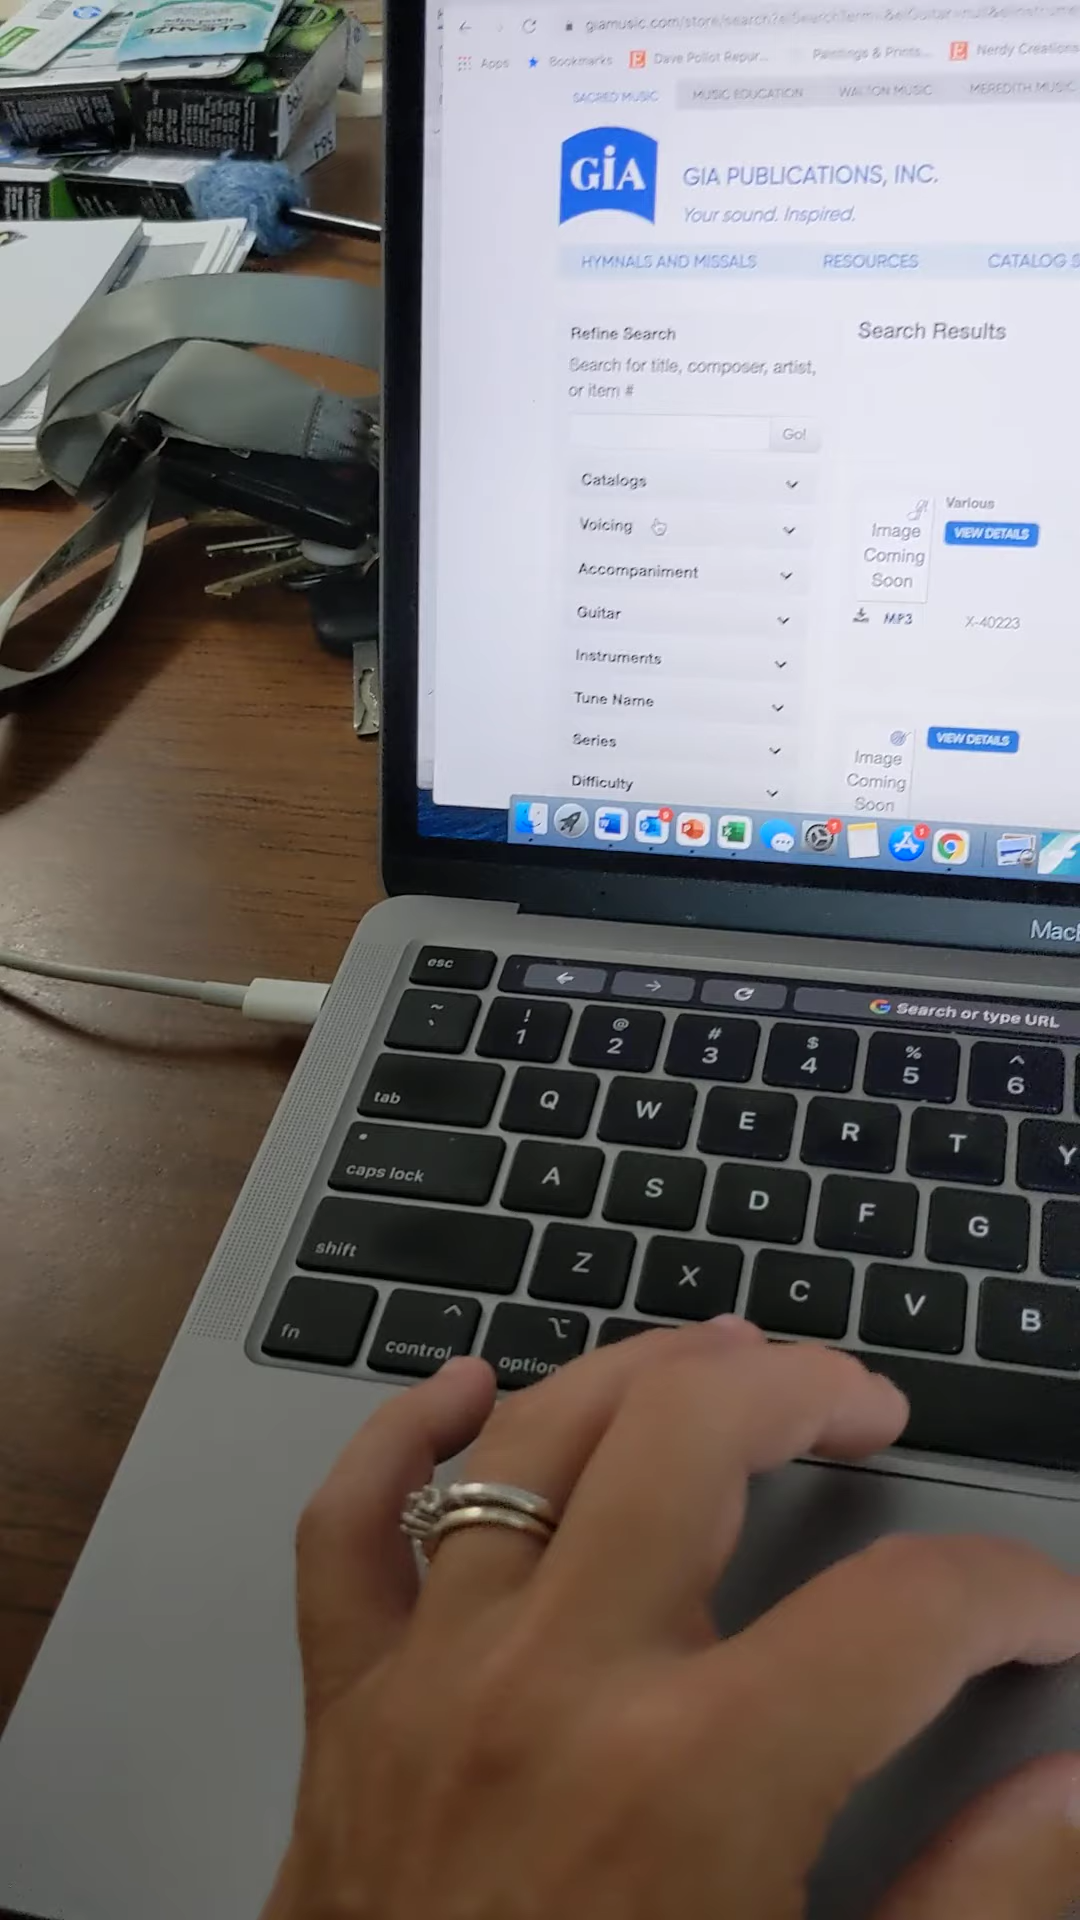 CLEANZ
564
giamusic.com/store/search?
Apps
Bookmarks
Dave Pollot Repur...
Paintings & Prints...
Nerdy Creations
SACRED MUSIC
MUSIC EDUCATION
WALTON MUSIC
MEREDITH MUSIC
GiA
GIA PUBLICATIONS, INC.
Your sound. Inspired.
HYMNALS AND MISSALS
RESOURCES
CATALOG S
Refine Search
Search for title, composer, artist,
or item #
Go!
Catalogs
Voicing
Accompaniment
Guitar
Instruments
Tune Name
Series
Difficulty
Search Results
Image
Coming
Soon
Various
VIEW DETAILS
MP3
X-40223
VIEW DETAILS
Image
Coming
Soon
MacB
esc
Search or type URL
~
`
! 1
@ 2
# 3
$ 4
% 5
^ 6
tab
Q W E R T Y
caps lock
A S D F G
shift
Z X C V B
fn
control
option